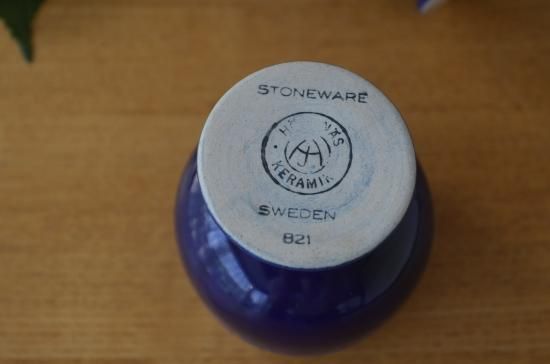 STONEWARE
KERAMIK
SWEDEN
821